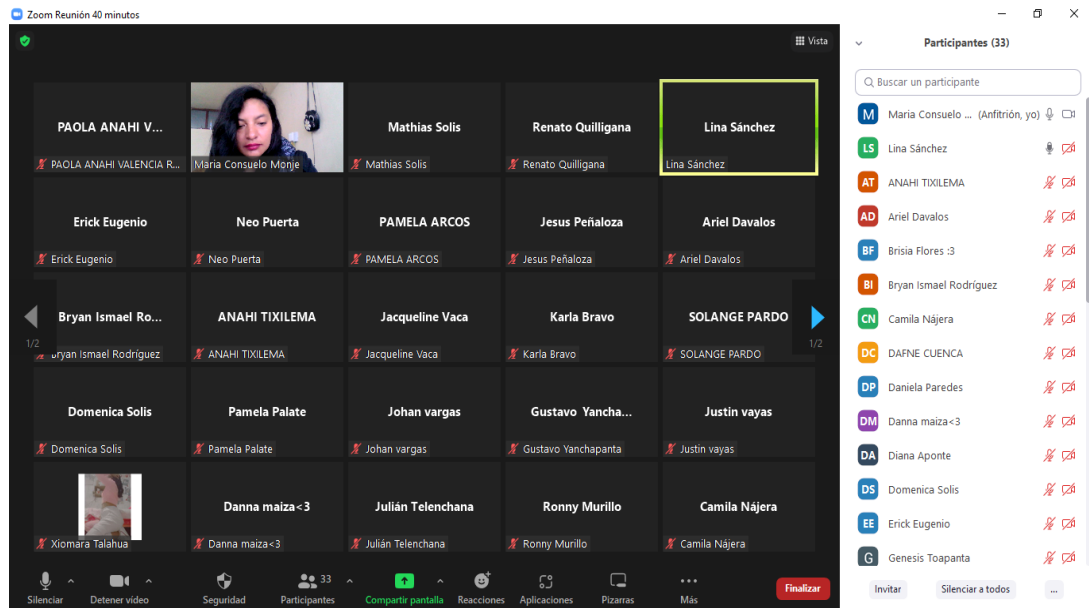 Zoom Reunión 40 minutos
Vista
PAOLA ANAHI V...
PAOLA ANAHI VALENCIA R...
Maria Consuelo Monje
Mathias Solis
Mathias Solis
Renato Quilligana
Renato Quilligana
Lina Sánchez
Lina Sánchez
Erick Eugenio
Erick Eugenio
Neo Puerta
Neo Puerta
PAMELA ARCOS
PAMELA ARCOS
Jesus Peñaloza
Jesus Peñaloza
Ariel Davalos
Ariel Davalos
1/2
Bryan Ismael Ro...
Bryan Ismael Rodríguez
ANAHI TIXILEMA
ANAHI TIXILEMA
Jacqueline Vaca
Jacqueline Vaca
Karla Bravo
Karla Bravo
SOLANGE PARDO
SOLANGE PARDO
1/2
Domenica Solis
Domenica Solis
Pamela Palate
Pamela Palate
Johan vargas
Johan vargas
Gustavo Yancha...
Gustavo Yanchapanta
Justin vayas
Justin vayas
Xiomara Talahua
Danna maiza<3
Danna maiza<3
Julián Telenchana
Julián Telenchana
Ronny Murillo
Ronny Murillo
Camila Nájera
Camila Nájera
Silenciar
Detener vídeo
Seguridad
33
Participantes
Compartir pantalla
Reacciones
Aplicaciones
Pizarras
Más
Finalizar
Participantes (33)
Buscar un participante
M Maria Consuelo ... (Anfitrión, yo)
LS Lina Sánchez
AT ANAHI TIXILEMA
AD Ariel Davalos
BF Brisia Flores :3
BI Bryan Ismael Rodríguez
CN Camila Nájera
DC DAFNE CUENCA
DP Daniela Paredes
DM Danna maiza<3
DA Diana Aponte
DS Domenica Solis
EE Erick Eugenio
G Genesis Toapanta
Invitar
Silenciar a todos
...